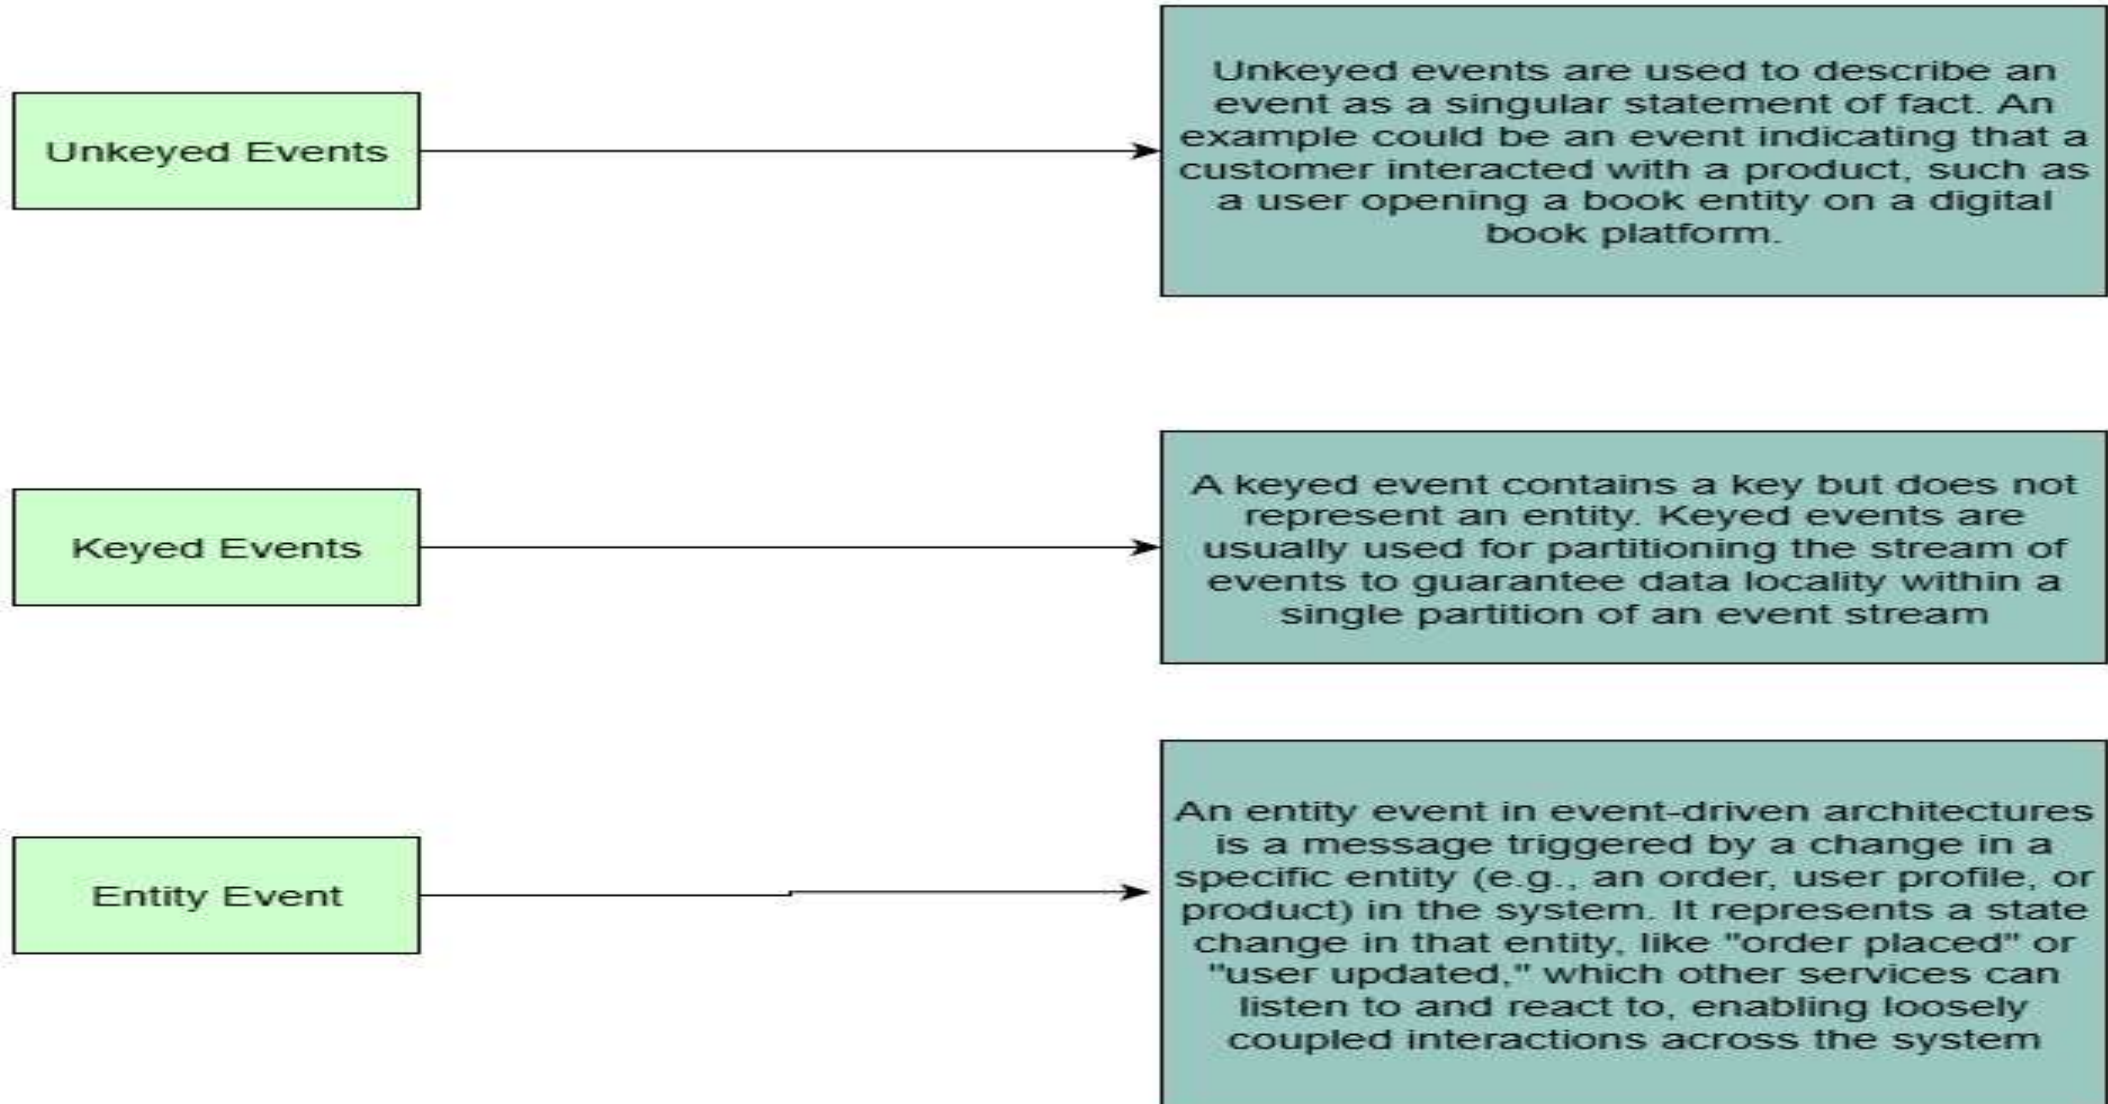 Unkeyed Events
Unkeyed events are used to describe an
event as a singular statement of fact. An
example could be an event indicating that a
customer interacted with a product, such as
a user opening a book entity on a digital
book platform.
Keyed Events
A keyed event contains a key but does not
represent an entity. Keyed events are
usually used for partitioning the stream of
events to guarantee data locality within a
single partition of an event stream
Entity Event
An entity event in event-driven architectures
is a message triggered by a change in a
specific entity (e.g., an order, user profile, or
product) in the system. It represents a state
change in that entity, like "order placed" or
"user updated," which other services can
listen to and react to, enabling loosely
coupled interactions across the system